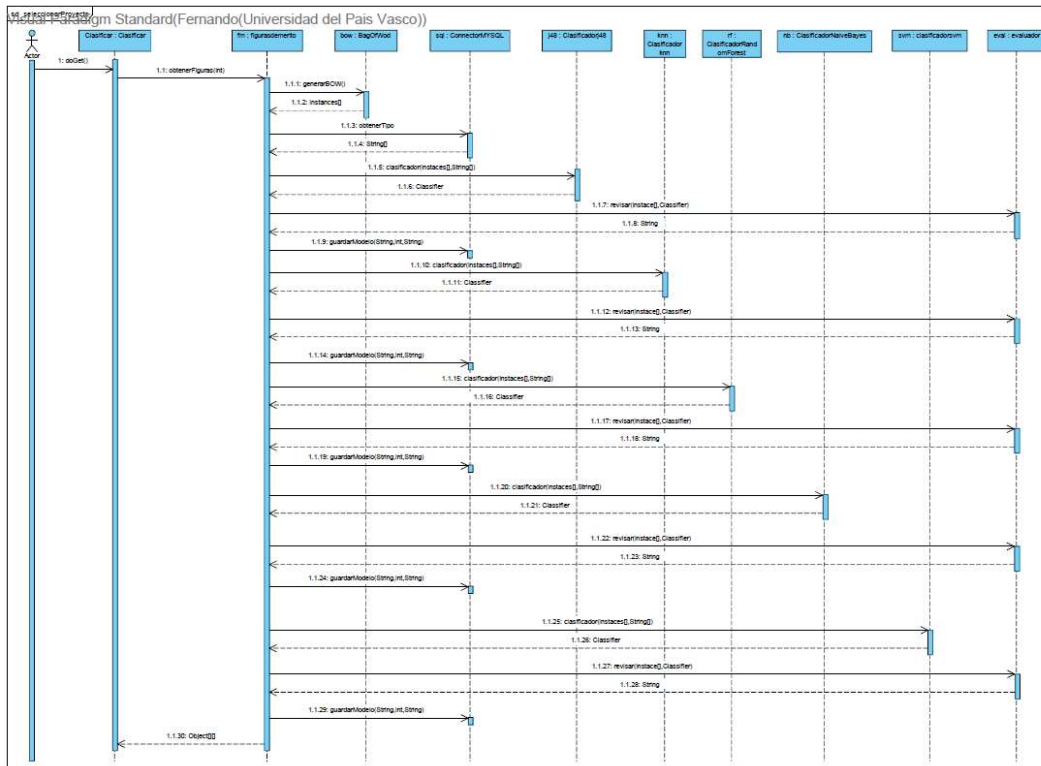 sd seleccionarProyecto
Visual Paradigm Standard(Fernando(Universidad del Pais Vasco))
Actor
Clasificar : Clasificar
fm : figurasdemerito
bow : BagOfWod
sql : ConnectorMYSQL
j48 : Clasificadorj48
knn :
Clasificador
knn
rf :
ClasificadorRand
omForest
nb : ClasificadorNaiveBayes
svm : clasificadorsvm
eval : evaluador
1: doGet()
1.1: obtenerFiguras(int)
1.1.1: generarBOW()
1.1.2: Instances[]
1.1.3: obtenerTipo
1.1.4: String[]
1.1.5: clasificador(instaces[],String[])
1.1.6: Classifier
1.1.7: revisar(instace[],Classifier)
1.1.8: String
1.1.9: guardarModelo(String,int,String)
1.1.10: clasificador(instaces[],String[])
1.1.11: Classifier
1.1.12: revisar(instace[],Classifier)
1.1.13: String
1.1.14: guardarModelo(String,int,String)
1.1.15: clasificador(instaces[],String[])
1.1.16: Classifier
1.1.17: revisar(instace[],Classifier)
1.1.18: String
1.1.19: guardarModelo(String,int,String)
1.1.20: clasificador(instaces[],String[])
1.1.21: Classifier
1.1.22: revisar(instace[],Classifier)
1.1.23: String
1.1.24: guardarModelo(String,int,String)
1.1.25: clasificador(instaces[],String[])
1.1.26: Classifier
1.1.27: revisar(instace[],Classifier)
1.1.28: String
1.1.29: guardarModelo(String,int,String)
1.1.30: Object[][]